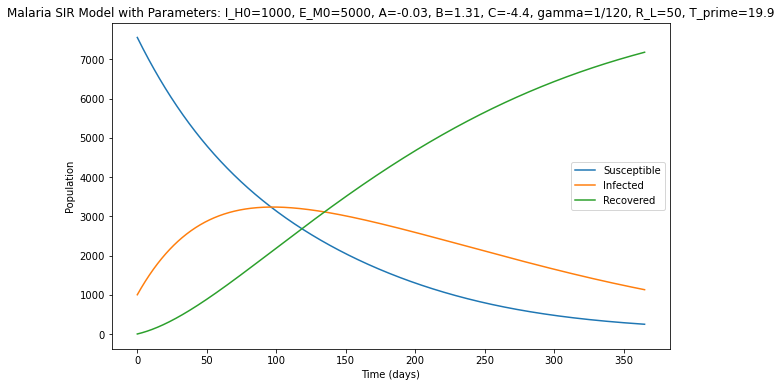 Malaria SIR Model with Parameters: I_H0=1000, E_M0=5000, A=-0.03, B=1.31, C=-4.4, gamma=1/120, R_L=50, T_prime=19.9
7000
6000
5000
4000
3000
2000
1000
0
Population
Susceptible
Infected
Recovered
0 50 100 150 200 250 300 350
Time (days)